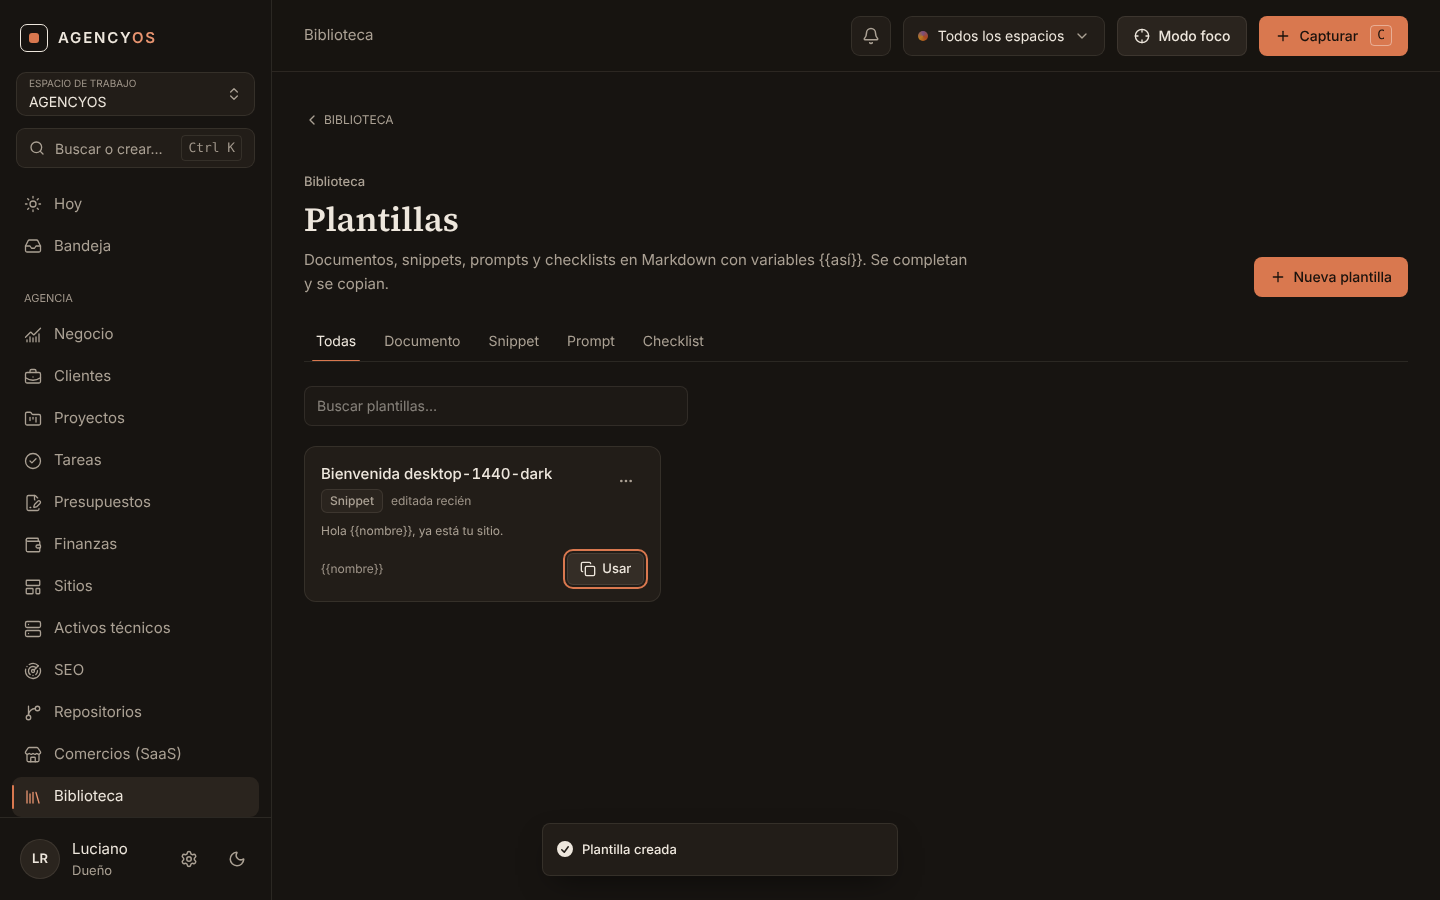 AGENCYOS
ESPACIO DE TRABAJO
AGENCYOS
Buscar o crear...
Ctrl K
Hoy
Bandeja
AGENCIA
Negocio
Clientes
Proyectos
Tareas
Presupuestos
Finanzas
Sitios
Activos técnicos
SEO
Repositorios
Comercios (SaaS)
Biblioteca
LR
Luciano
Dueño
Biblioteca
Todos los espacios
Modo foco
Capturar
C
BIBLIOTECA
Biblioteca
Plantillas
Documentos, snippets, prompts y checklists en Markdown con variables {{así}}. Se completan
y se copian.
Nueva plantilla
Todas
Documento
Snippet
Prompt
Checklist
Buscar plantillas...
Bienvenida desktop-1440-dark
Snippet
editada recién
Hola {{nombre}}, ya está tu sitio.
{{nombre}}
Usar
Plantilla creada